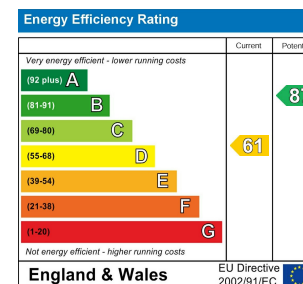 Energy Efficiency Rating
Current
Very energy efficient - lower running costs
(92 plus) A
(81-91) B
(69-80) C
(55-68) D
61
(39-54) E
(21-38) F
(1-20) G
Not energy efficient - higher running costs
England & Wales
EU Directive
2002/91/EC